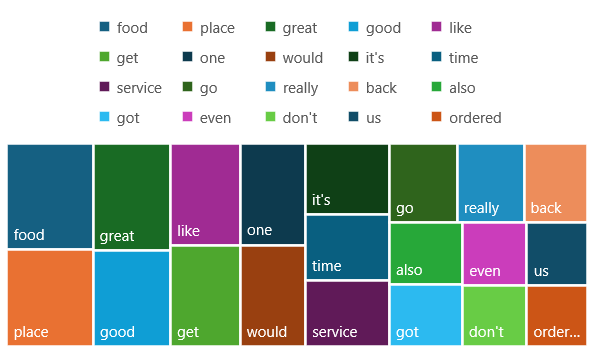 food place great good like
get one would it's time
service go really back also
got even don't us ordered
food great like one it's go really back
time also even us
place good get would service got don't order...